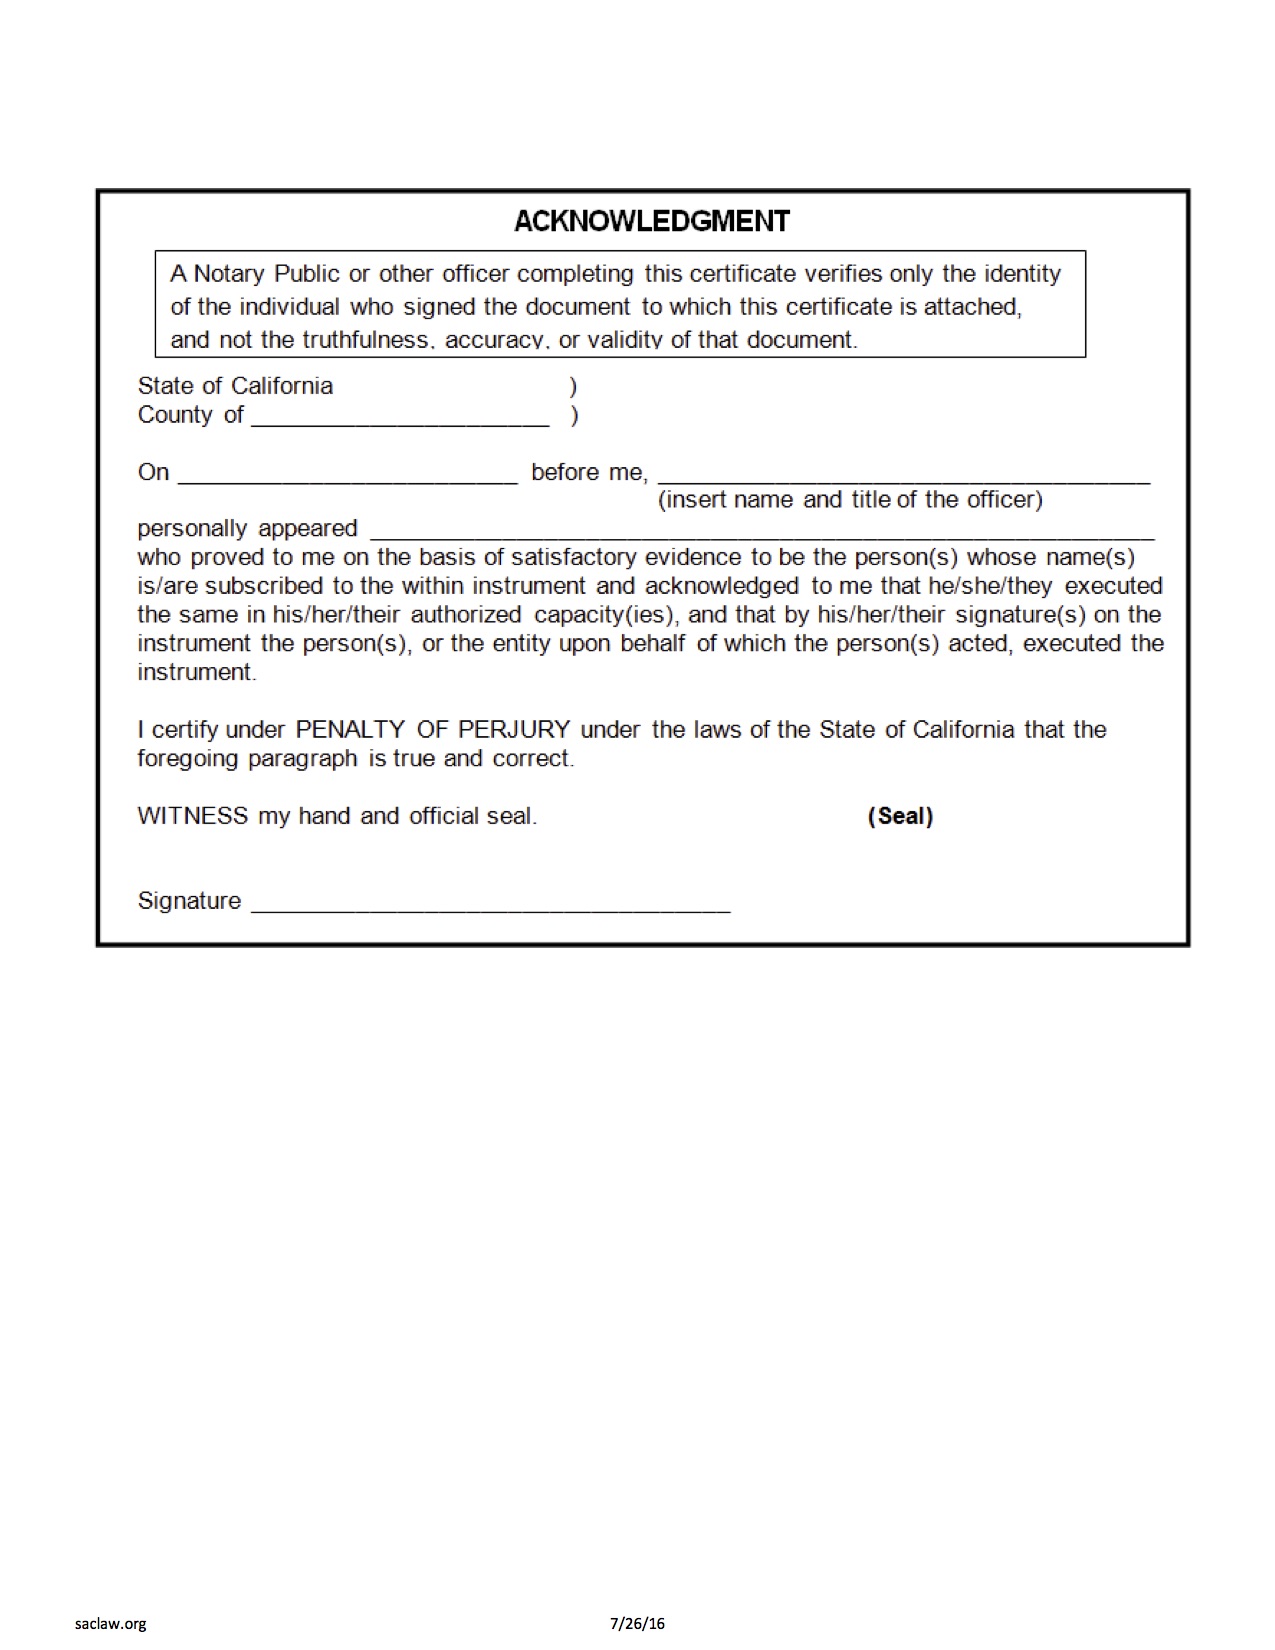 ACKNOWLEDGMENT
A Notary Public or other officer completing this certificate verifies only the identity
of the individual who signed the document to which this certificate is attached,
and not the truthfulness, accuracy, or validity of that document.
State of California )
County of ______________________ )
On _________________________ before me, ____________________________________
(insert name and title of the officer)
personally appeared __________________________________________________________
who proved to me on the basis of satisfactory evidence to be the person(s) whose name(s)
is/are subscribed to the within instrument and acknowledged to me that he/she/they executed
the same in his/her/their authorized capacity(ies), and that by his/her/their signature(s) on the
instrument the person(s), or the entity upon behalf of which the person(s) acted, executed the
instrument.
I certify under PENALTY OF PERJURY under the laws of the State of California that the
foregoing paragraph is true and correct.
WITNESS my hand and official seal. (Seal)
Signature ___________________________________
saclaw.org 7/26/16